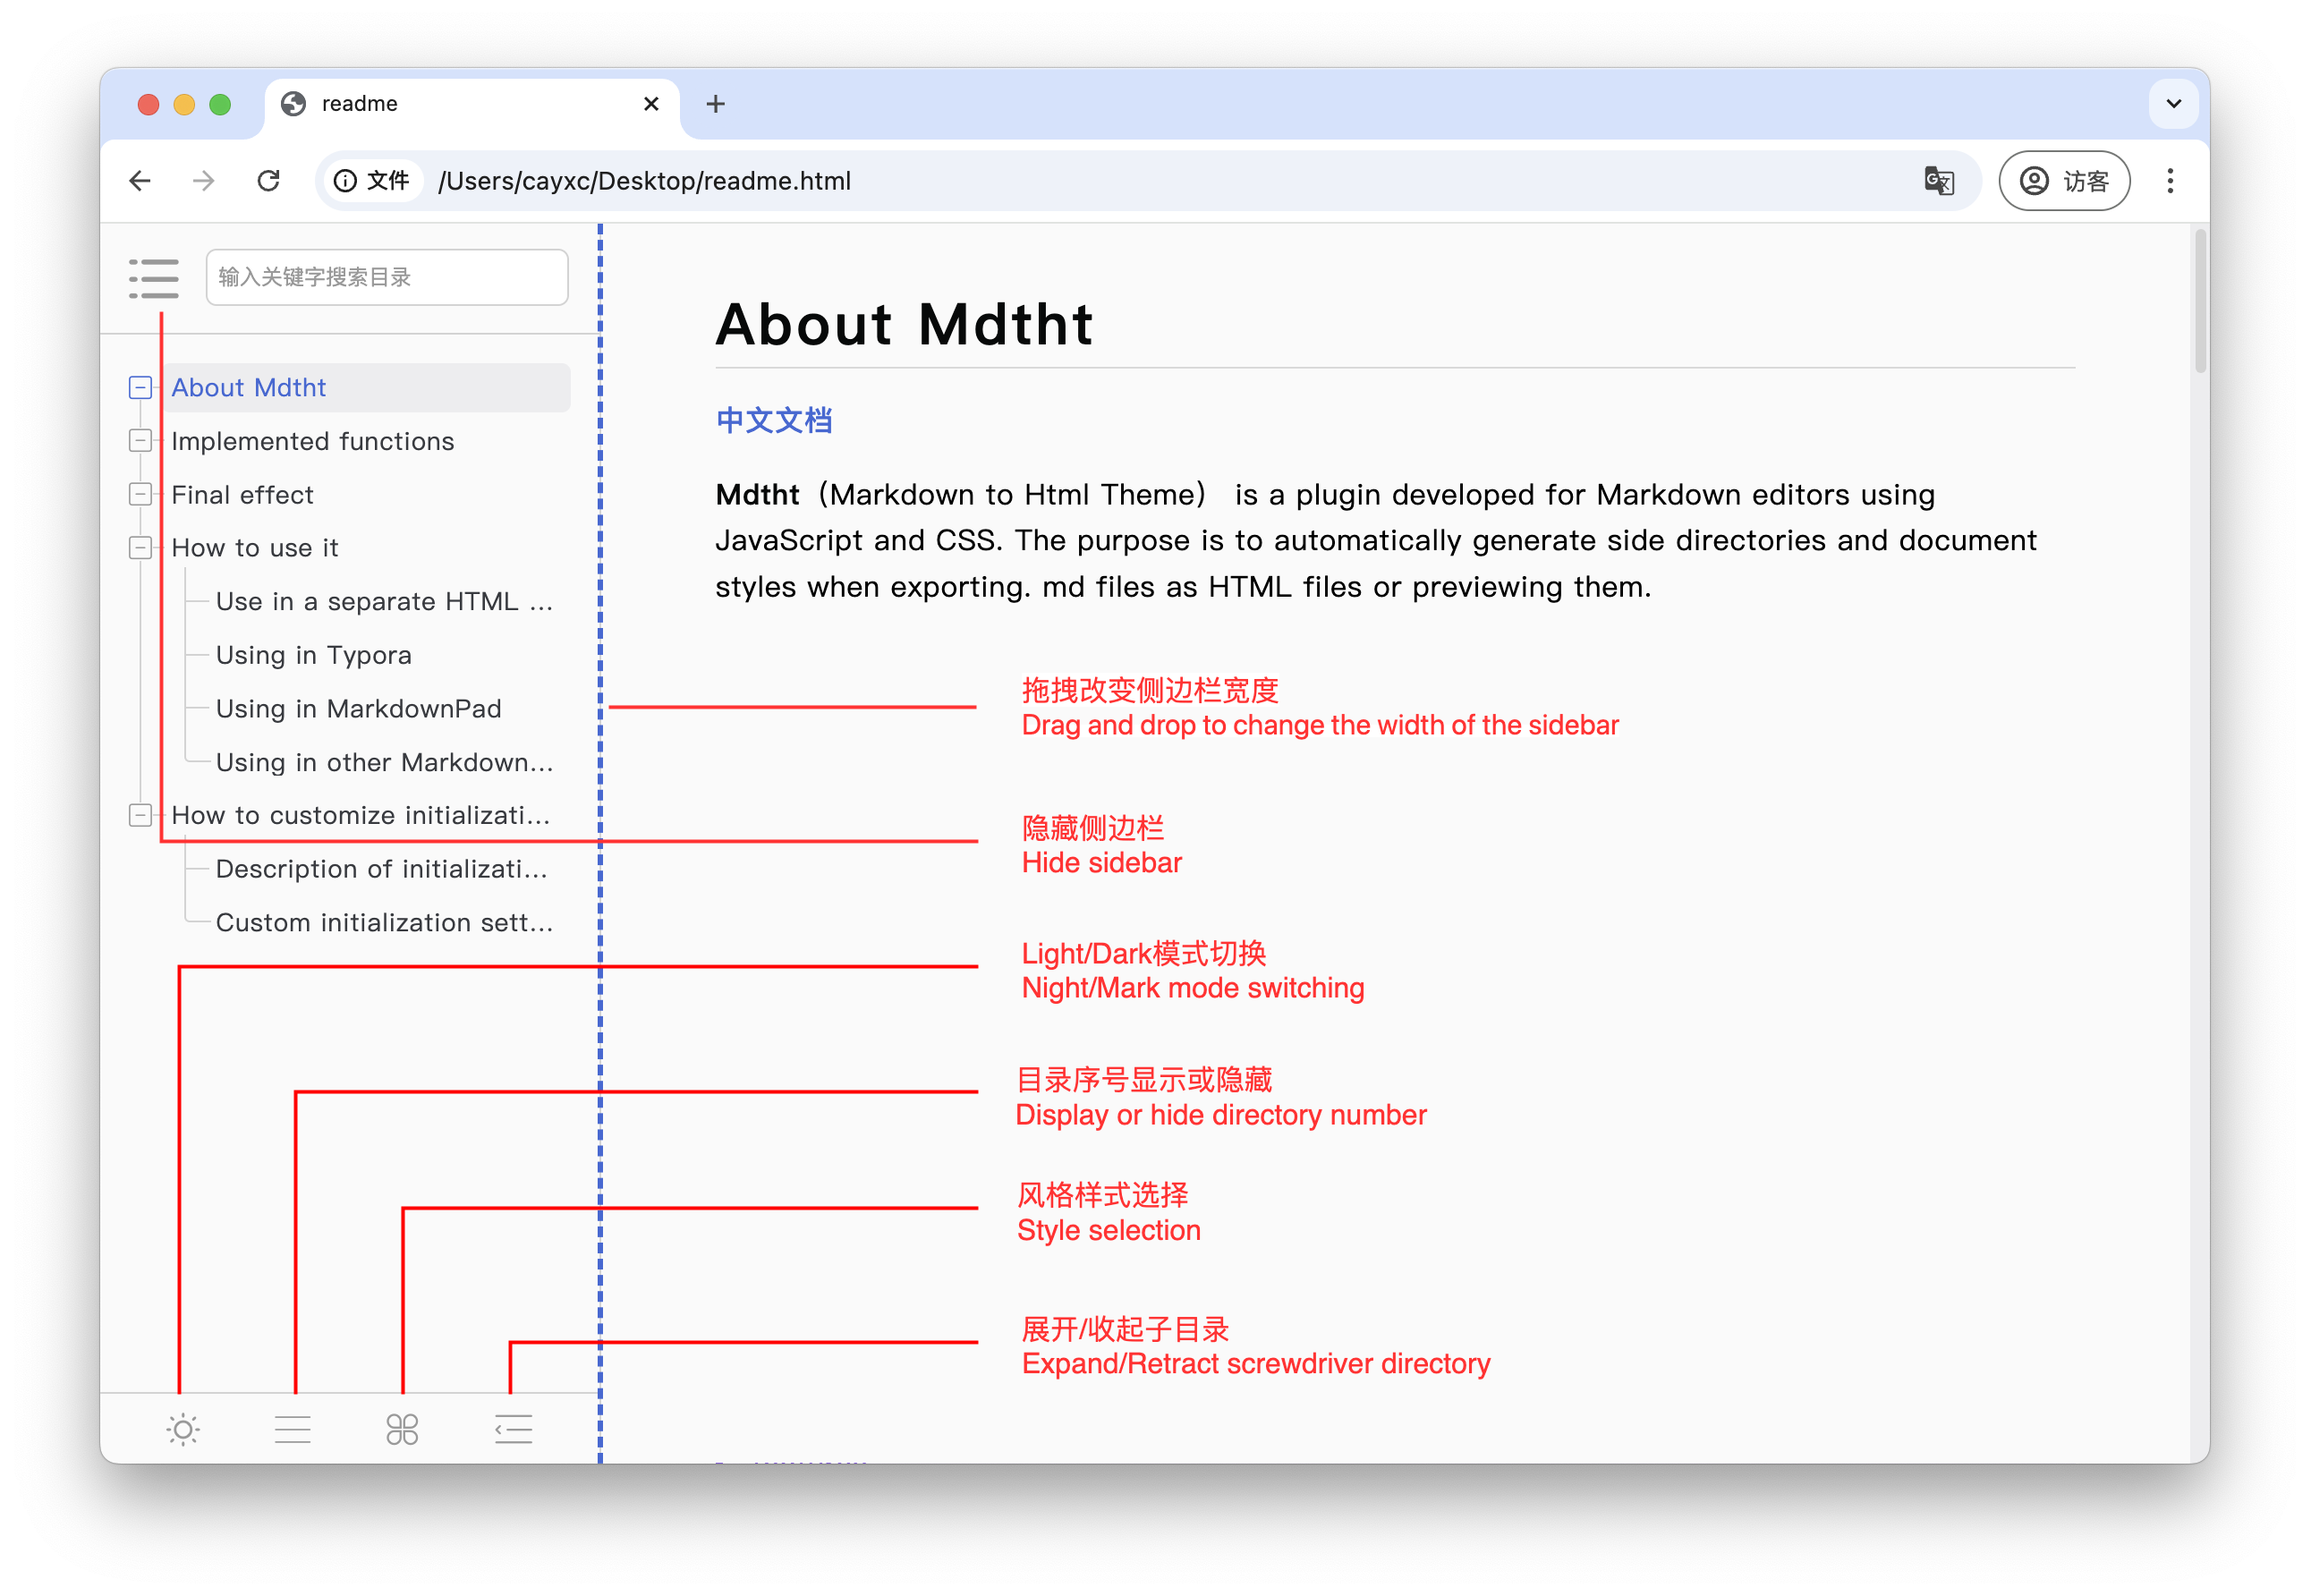 readme
文件 /Users/cayxc/Desktop/readme.html
访客
输入关键字搜索目录
About Mdtht
Implemented functions
Final effect
How to use it
Use in a separate HTML ...
Using in Typora
Using in MarkdownPad
Using in other Markdown...
How to customize initializati...
Description of initializati...
Custom initialization sett...
About Mdtht
中文文档
Mdtht（Markdown to Html Theme） is a plugin developed for Markdown editors using
JavaScript and CSS. The purpose is to automatically generate side directories and document
styles when exporting. md files as HTML files or previewing them.
拖拽改变侧边栏宽度
Drag and drop to change the width of the sidebar
隐藏侧边栏
Hide sidebar
Light/Dark模式切换
Night/Mark mode switching
目录序号显示或隐藏
Display or hide directory number
风格样式选择
Style selection
展开/收起子目录
Expand/Retract screwdriver directory